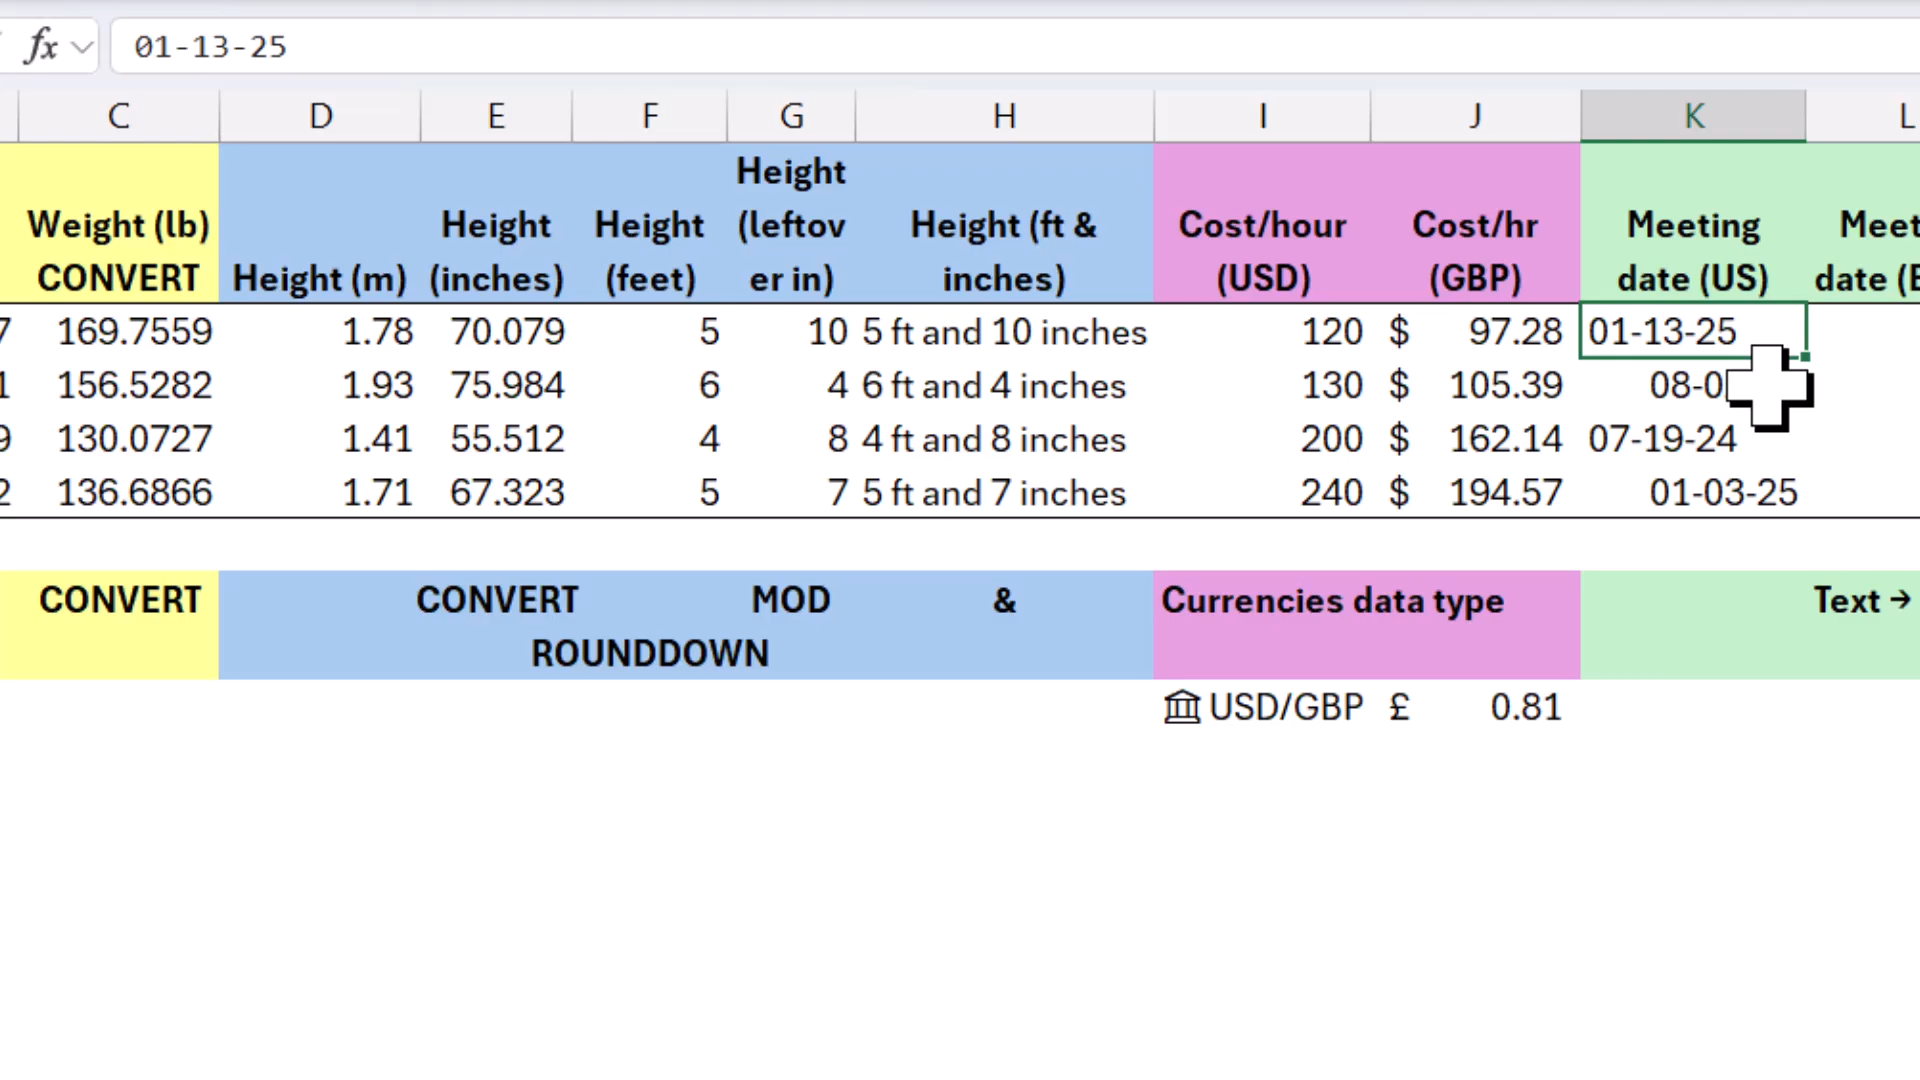 fx 01-13-25
C D E F G H I J K L
Weight (lb) CONVERT Height (m) Height (inches) Height (feet) Height (leftov er in) Height (ft & inches) Cost/hour (USD) Cost/hr (GBP) Meeting date (US)
7 169.7559 1.78 70.079 5 10 5 ft and 10 inches 120 $ 97.28 01-13-25
1 156.5282 1.93 75.984 6 4 6 ft and 4 inches 130 $ 105.39
9 130.0727 1.41 55.512 4 8 4 ft and 8 inches 200 $ 162.14 07-19-24
2 136.6866 1.71 67.323 5 7 5 ft and 7 inches 240 $ 194.57 01-03-25
CONVERT CONVERT MOD & Currencies data type Text →
ROUNDDOWN
USD/GBP £ 0.81